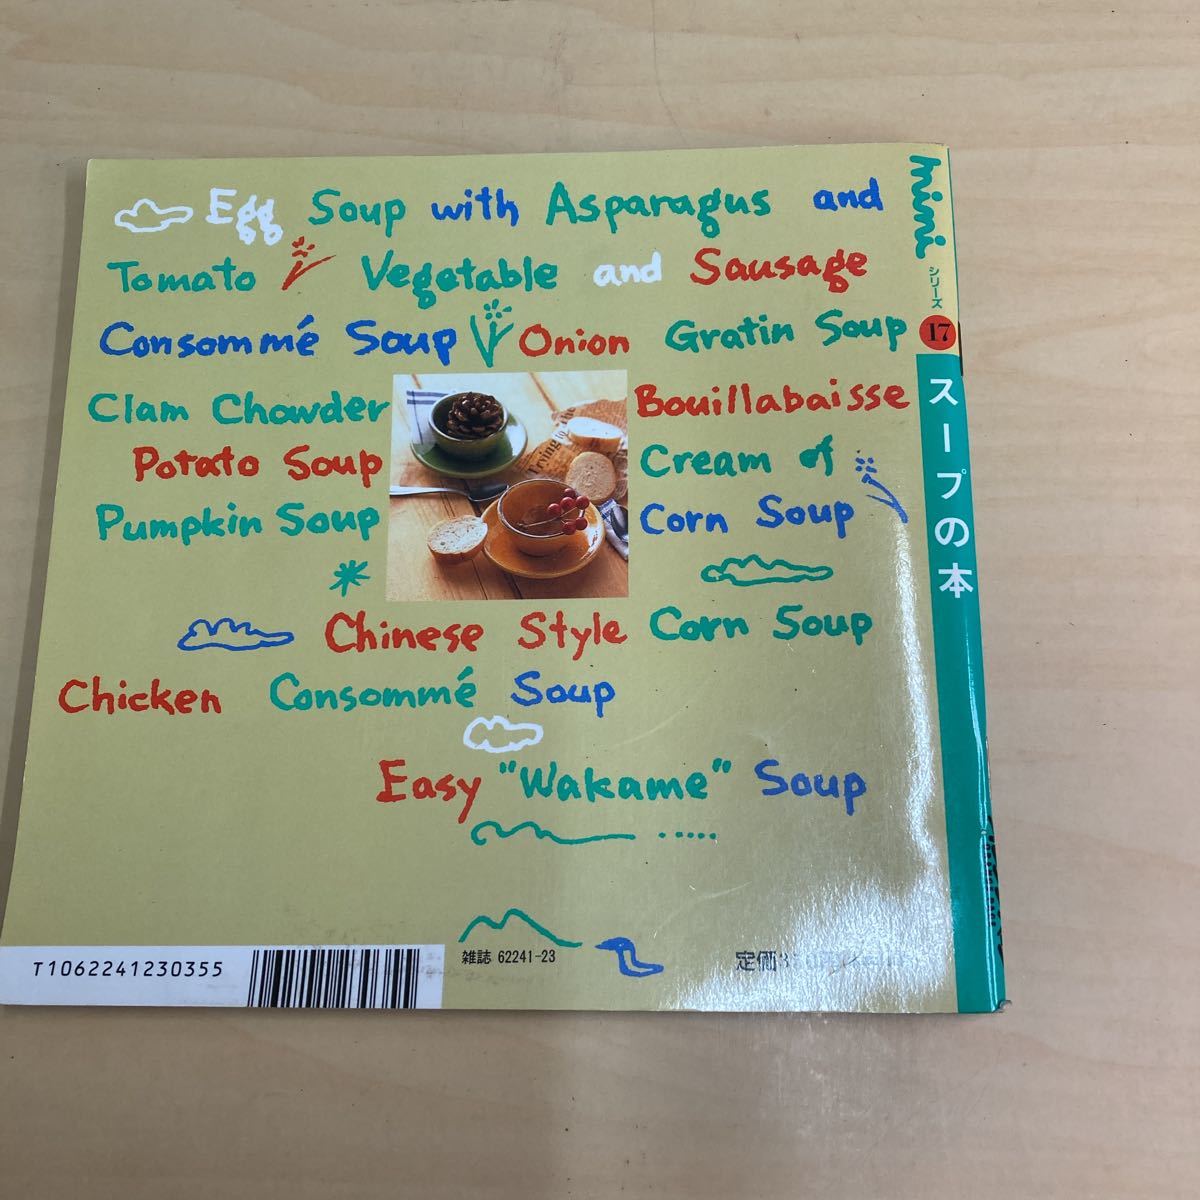 Egg Soup with Asparagus and
Tomato Vegetable and Sausage
Consommé Soup Onion Gratin Soup
Clam Chowder Bouillabaisse
Potato Soup Cream of
Pumpkin Soup Corn Soup
Trying to
Chinese Style Corn Soup
Chicken Consommé Soup
Easy "Wakame" Soup
雑誌 62241-23
定価
T1062241230355
mini
シリーズ
17
スープの本